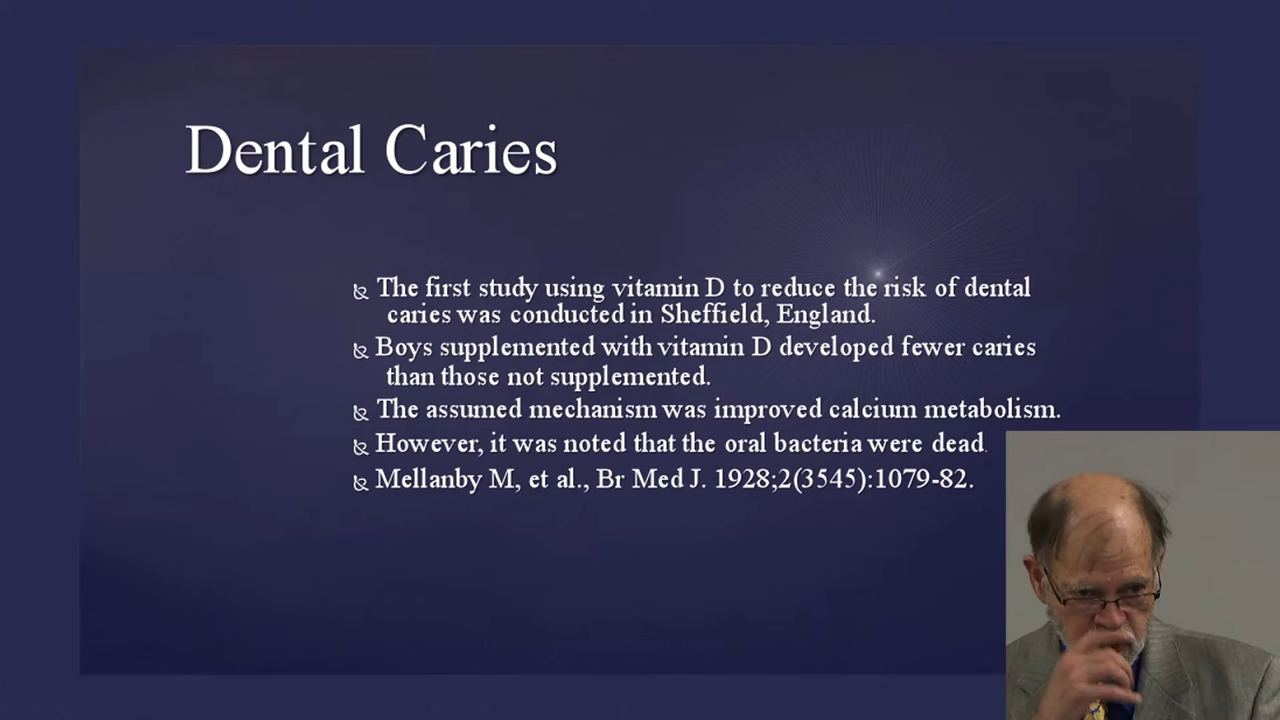 Dental Caries
The first study using vitamin D to reduce the risk of dental
caries was conducted in Sheffield, England.
Boys supplemented with vitamin D developed fewer caries
than those not supplemented.
The assumed mechanism was improved calcium metabolism.
However, it was noted that the oral bacteria were dead.
Mellanby M, et al., Br Med J. 1928;2(3545):1079-82.